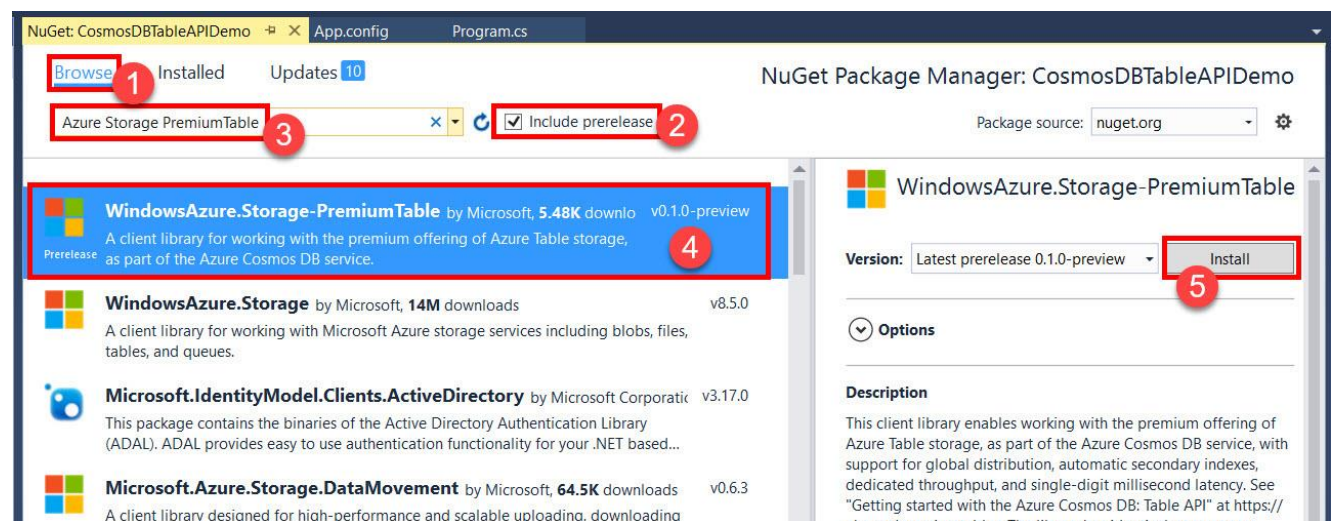 NuGet: CosmosDBTableAPIDemo App.config Program.cs
Browse Installed Updates 10
NuGet Package Manager: CosmosDBTableAPIDemo
1
Azure Storage PremiumTable
3
Include prerelease
2
Package source: nuget.org
WindowsAzure.Storage-PremiumTable by Microsoft, 5.48K downlo v0.1.0-preview
A client library for working with the premium offering of Azure Table storage,
Prerelease as part of the Azure Cosmos DB service.
4
WindowsAzure.Storage by Microsoft, 14M downloads v8.5.0
A client library for working with Microsoft Azure storage services including blobs, files,
tables, and queues.
Microsoft.IdentityModel.Clients.ActiveDirectory by Microsoft Corporatic v3.17.0
This package contains the binaries of the Active Directory Authentication Library
(ADAL). ADAL provides easy to use authentication functionality for your .NET based...
Microsoft.Azure.Storage.DataMovement by Microsoft, 64.5K downloads v0.6.3
A client library designed for high-performance and scalable uploading, downloading
WindowsAzure.Storage-PremiumTable
Version: Latest prerelease 0.1.0-preview Install
5
Options
Description
This client library enables working with the premium offering of
Azure Table storage, as part of the Azure Cosmos DB service, with
support for global distribution, automatic secondary indexes,
dedicated throughput, and single-digit millisecond latency. See
"Getting started with the Azure Cosmos DB: Table API" at https://